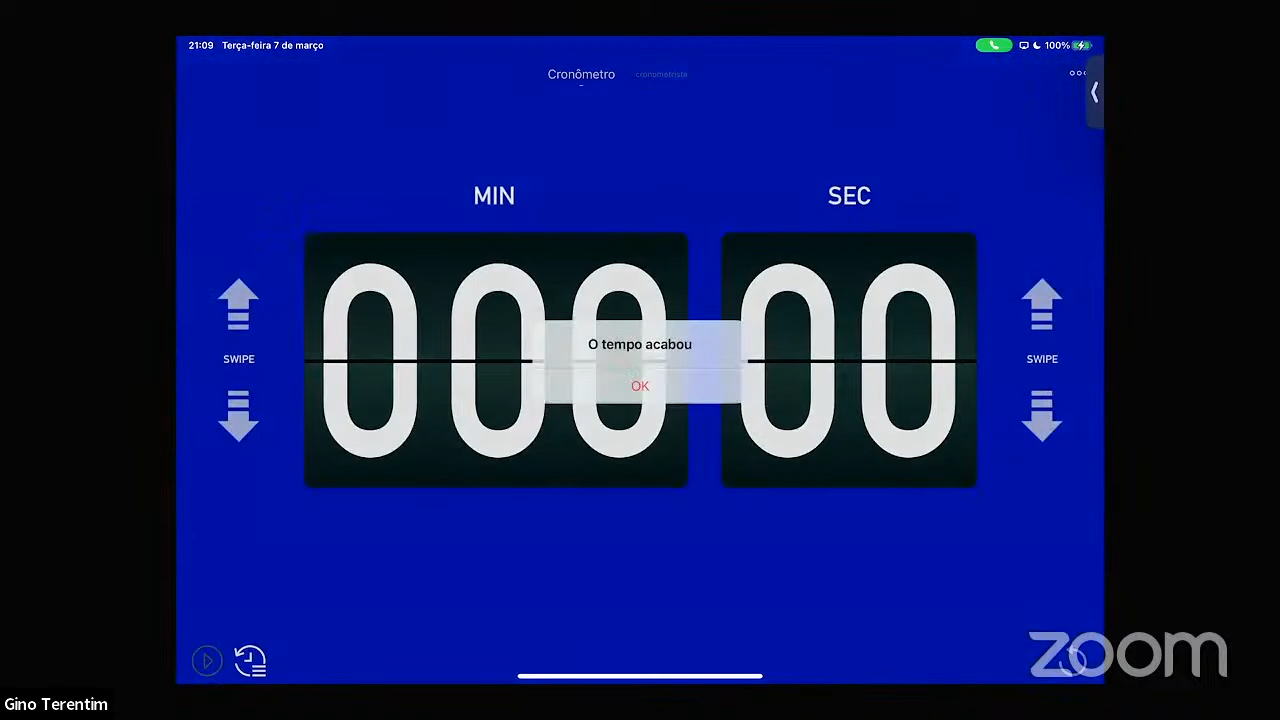 21:09 Terça-feira 7 de março
100%
Cronômetro cronometriste
MIN SEC
000 00
SWIPE SWIPE
O tempo acabou
OK
zoom
Gino Terentim